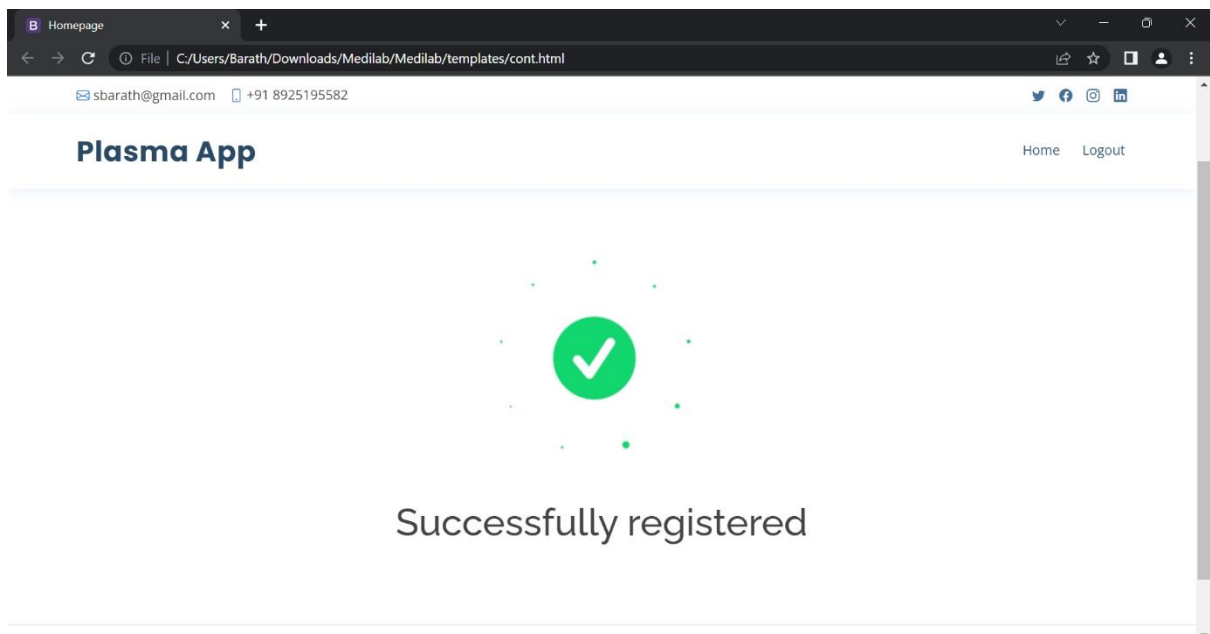 B Homepage
File | C:/Users/Barath/Downloads/Medilab/Medilab/templates/cont.html
sbarath@gmail.com +91 8925195582
Plasma App
Home Logout
Successfully registered